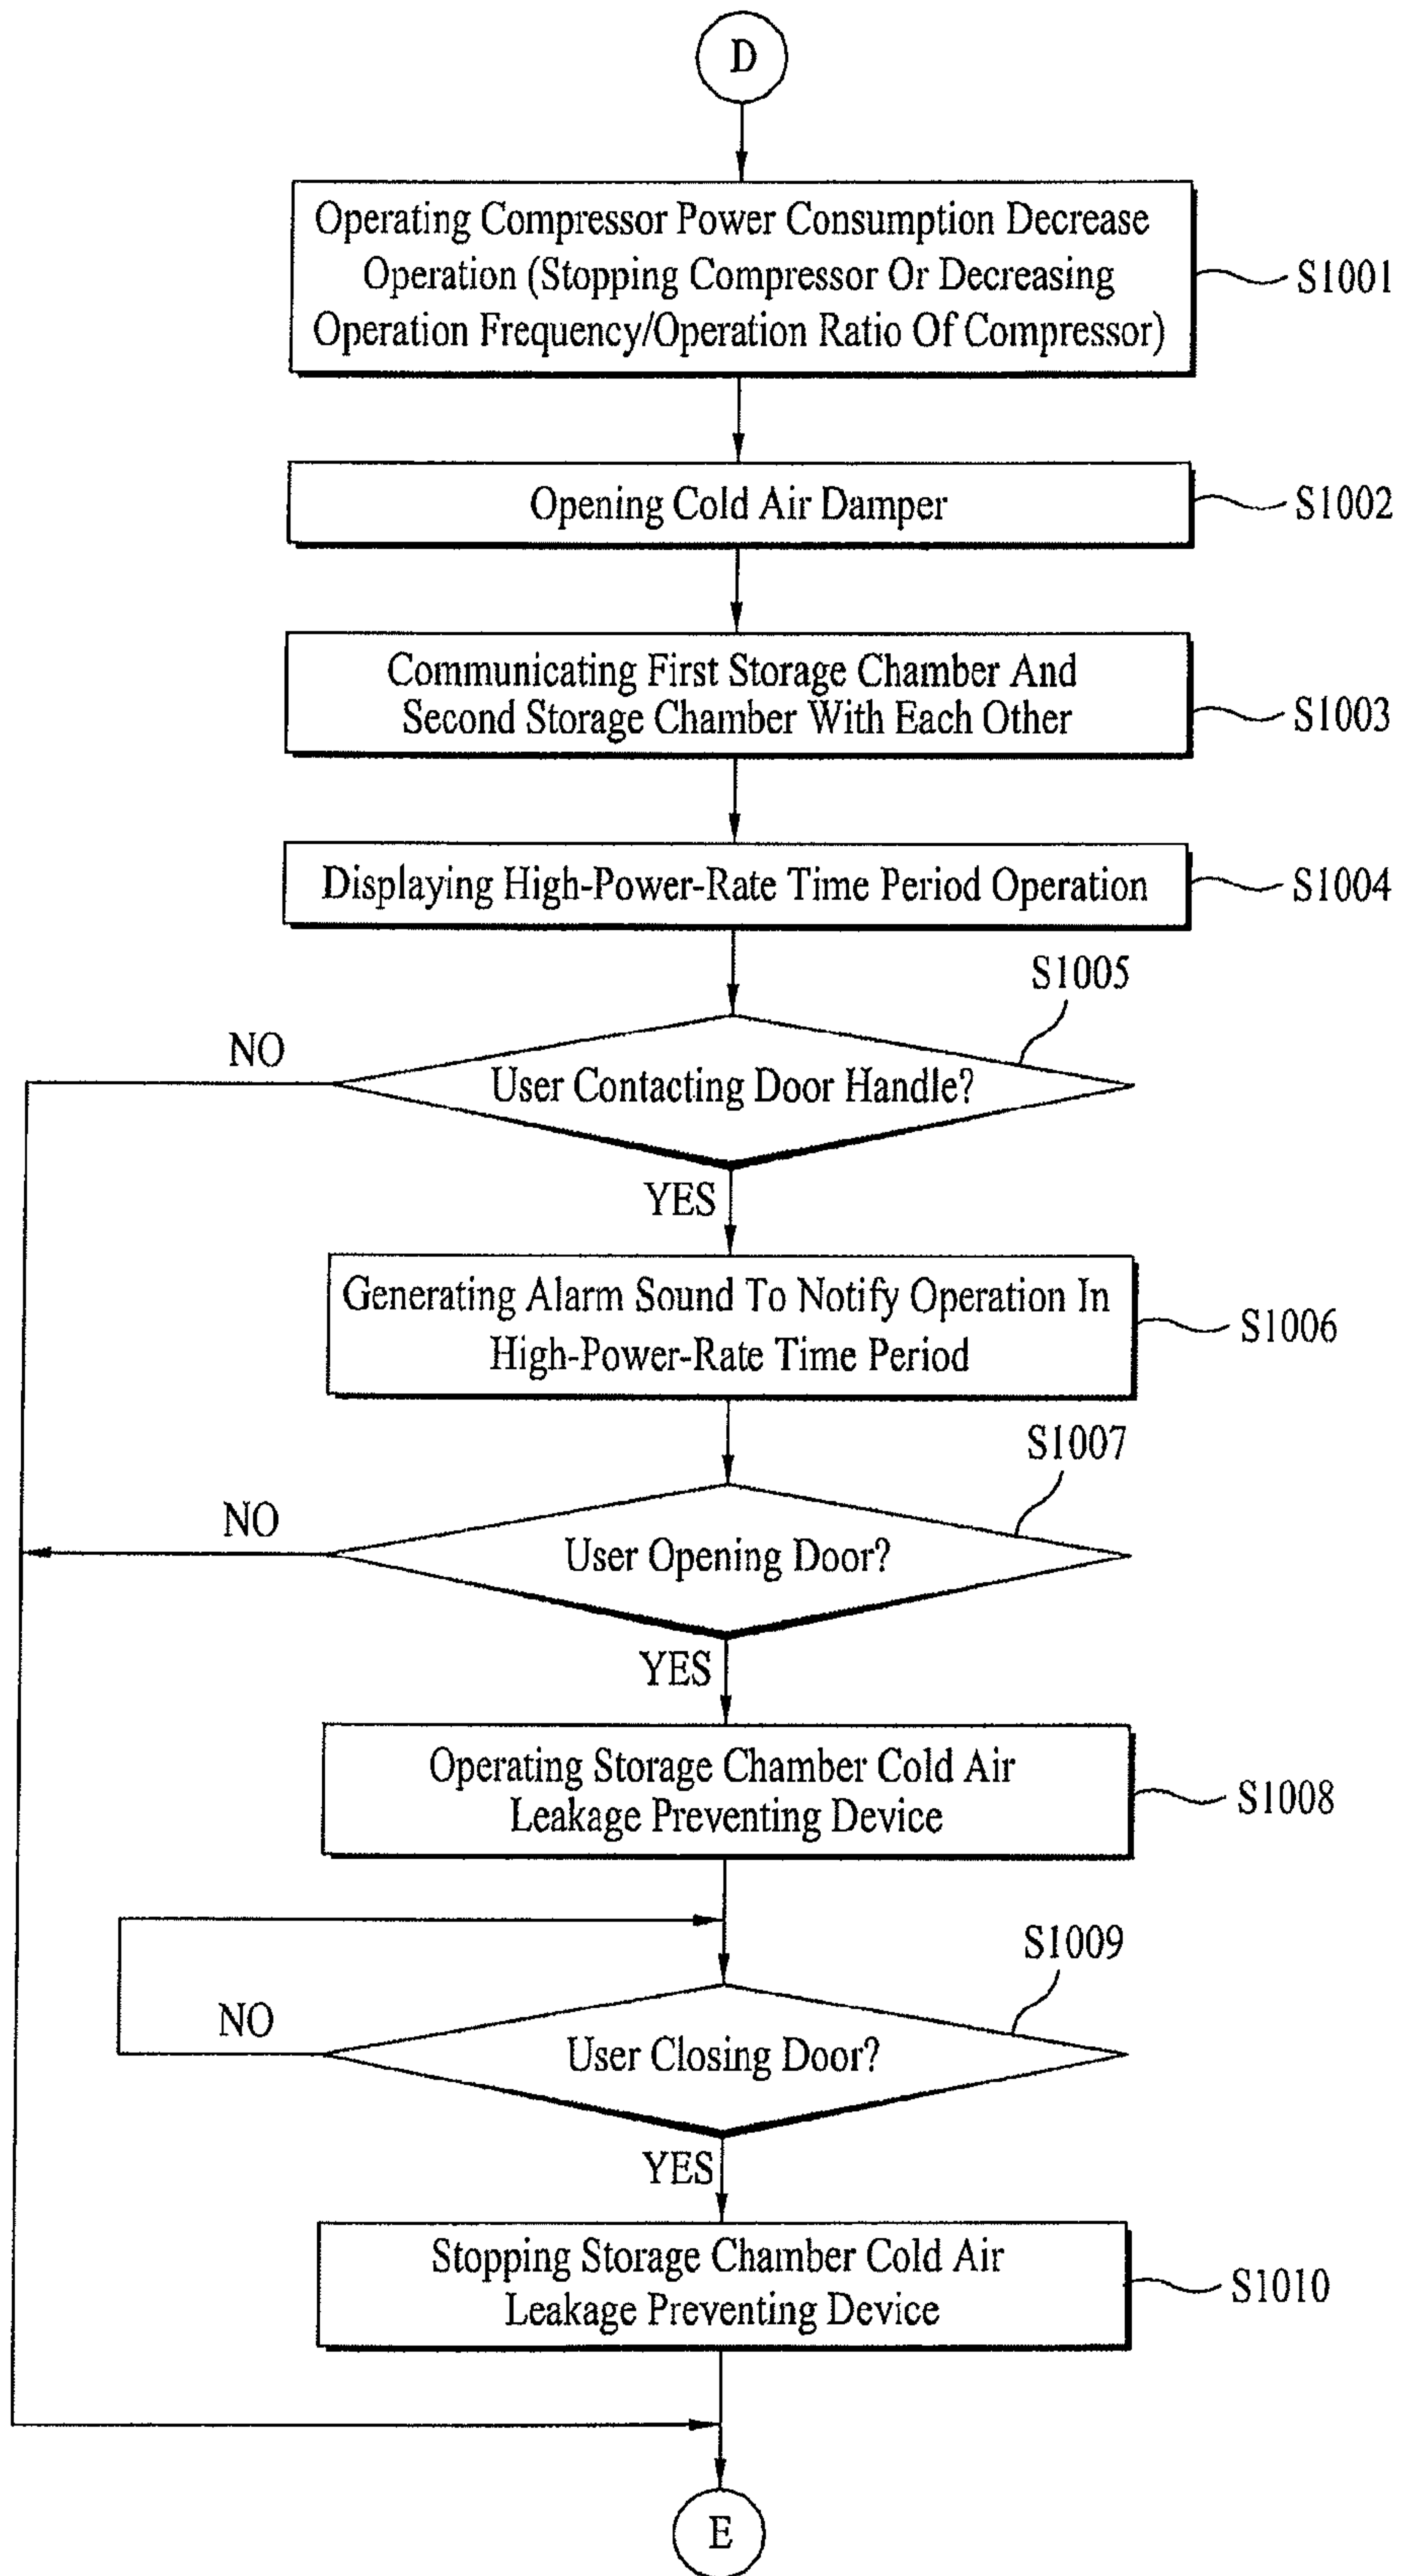 D
Operating Compressor Power Consumption Decrease
Operation (Stopping Compressor Or Decreasing
Operation Frequency/Operation Ratio Of Compressor)
S1001
Opening Cold Air Damper
S1002
Communicating First Storage Chamber And
Second Storage Chamber With Each Other
S1003
Displaying High-Power-Rate Time Period Operation
S1004
S1005
NO
User Contacting Door Handle?
YES
Generating Alarm Sound To Notify Operation In
High-Power-Rate Time Period
S1006
S1007
NO
User Opening Door?
YES
Operating Storage Chamber Cold Air
Leakage Preventing Device
S1008
S1009
NO
User Closing Door?
YES
Stopping Storage Chamber Cold Air
Leakage Preventing Device
S1010
E